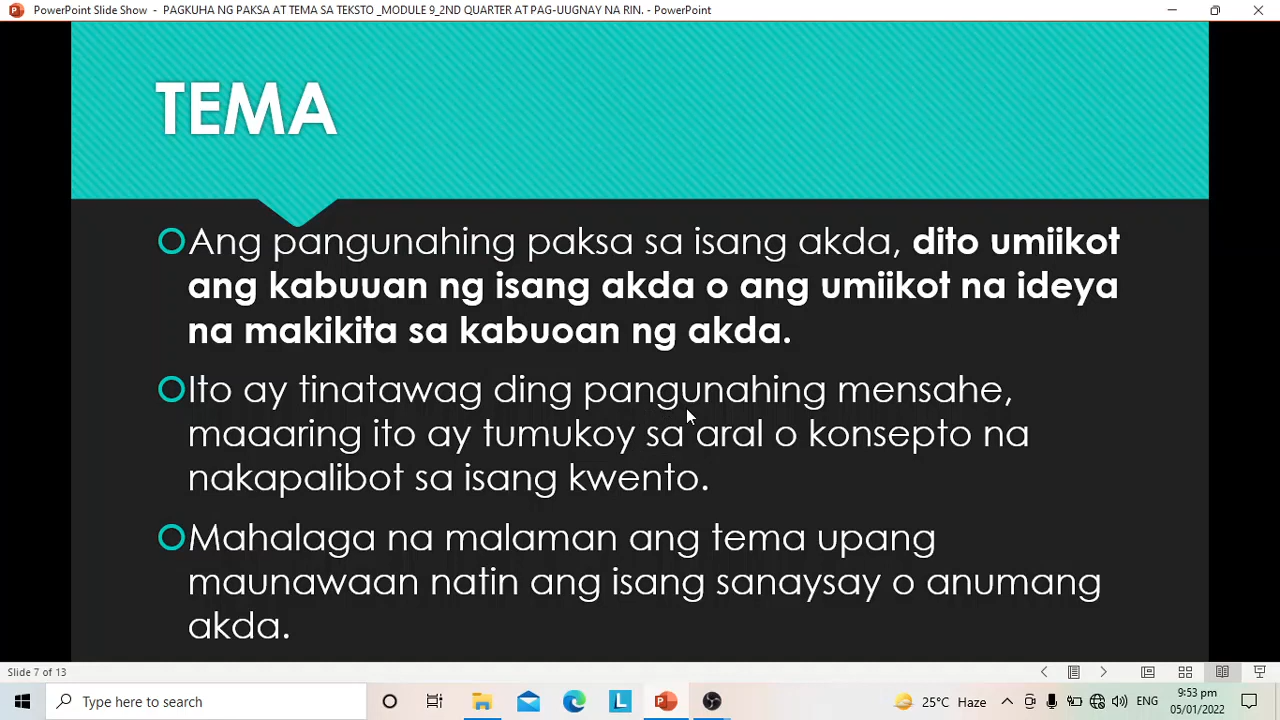 PowerPoint Slide Show - PAGKUHA NG PAKSA AT TEMA SA TEKSTO _MODULE 9_2ND QUARTER AT PAG-UUGNAY NA RIN. - PowerPoint
TEMA
Ang pangunahing paksa sa isang akda, dito umiikot
ang kabuuan ng isang akda o ang umiikot na ideya
na makikita sa kabuoan ng akda.
Ito ay tinatawag ding pangunahing mensahe,
maaaring ito ay tumukoy sa aral o konsepto na
nakapalibot sa isang kwento.
Mahalaga na malaman ang tema upang
maunawaan natin ang isang sanaysay o anumang
akda.
Slide 7 of 13
Type here to search
L
25°C Haze
ENG
9:53 pm
05/01/2022